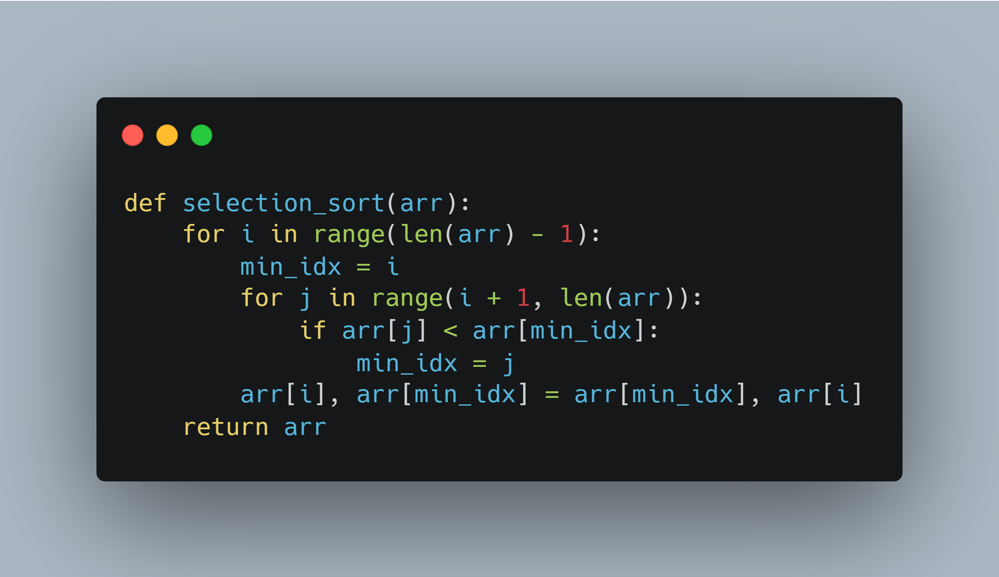 def selection_sort(arr):
    for i in range(len(arr) - 1):
        min_idx = i
        for j in range(i + 1, len(arr)):
            if arr[j] < arr[min_idx]:
                min_idx = j
        arr[i], arr[min_idx] = arr[min_idx], arr[i]
    return arr